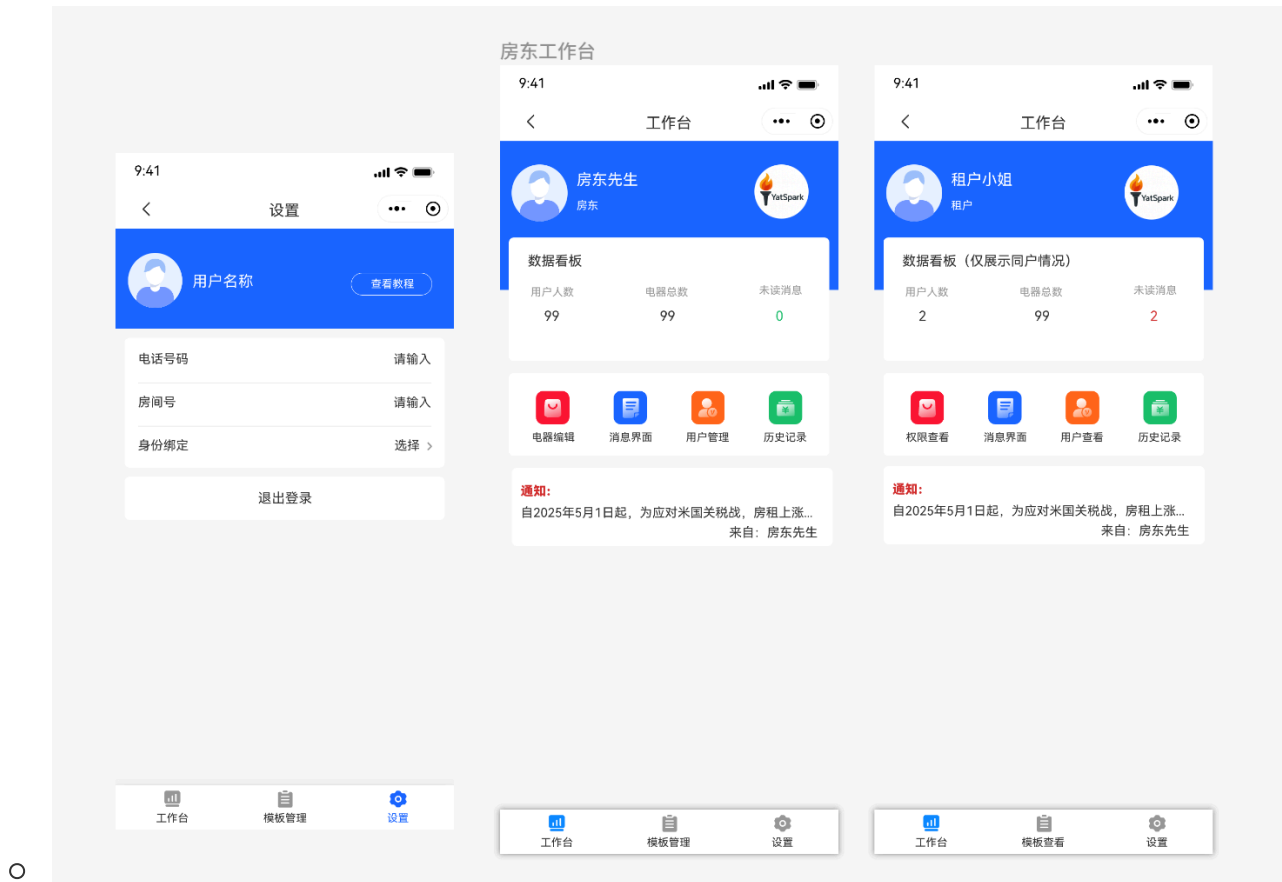 9:41
设置
用户名称
查看教程
电话号码 请输入
房间号 请输入
身份绑定 选择
退出登录
工作台 模板管理 设置
房东工作台
9:41
工作台
房东先生
房东
YatSpark
数据看板
用户人数 电器总数 未读消息
99 99 0
电器编辑 消息界面 用户管理 历史记录
通知:
自2025年5月1日起，为应对米国关税战，房租上涨...
来自：房东先生
工作台 模板管理 设置
9:41
工作台
租户小姐
租户
YatSpark
数据看板（仅展示同户情况）
用户人数 电器总数 未读消息
2 99 2
权限查看 消息界面 用户查看 历史记录
通知:
自2025年5月1日起，为应对米国关税战，房租上涨...
来自：房东先生
工作台 模板查看 设置